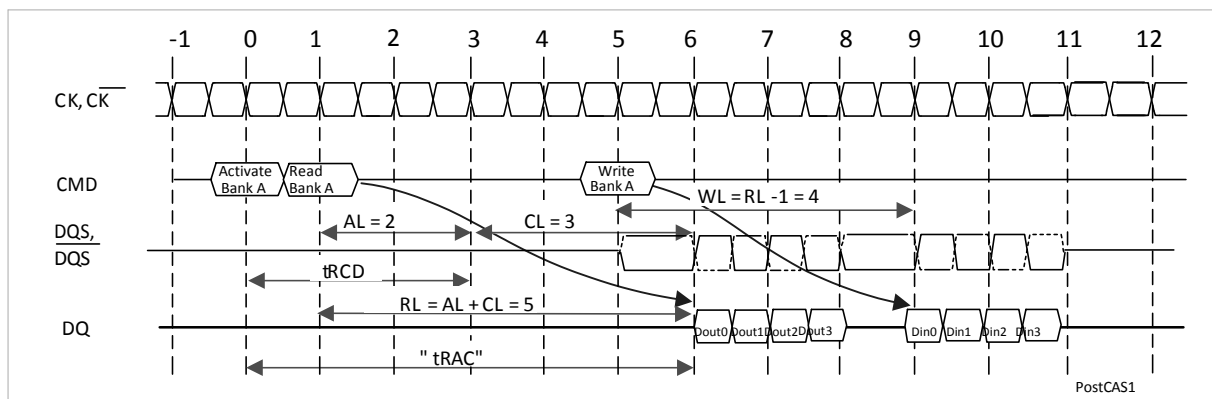 -1 0 1 2 3 4 5 6 7 8 9 10 11 12
CK, CK
CMD
Activate Bank A
Read Bank A
Write Bank A
WL = RL -1 = 4
AL = 2
CL = 3
DQS,
DQS
tRCD
RL = AL + CL = 5
DQ
Dout0 Dout1 Dout2 Dout3
Din0 Din1 Din2 Din3
" tRAC"
PostCAS1